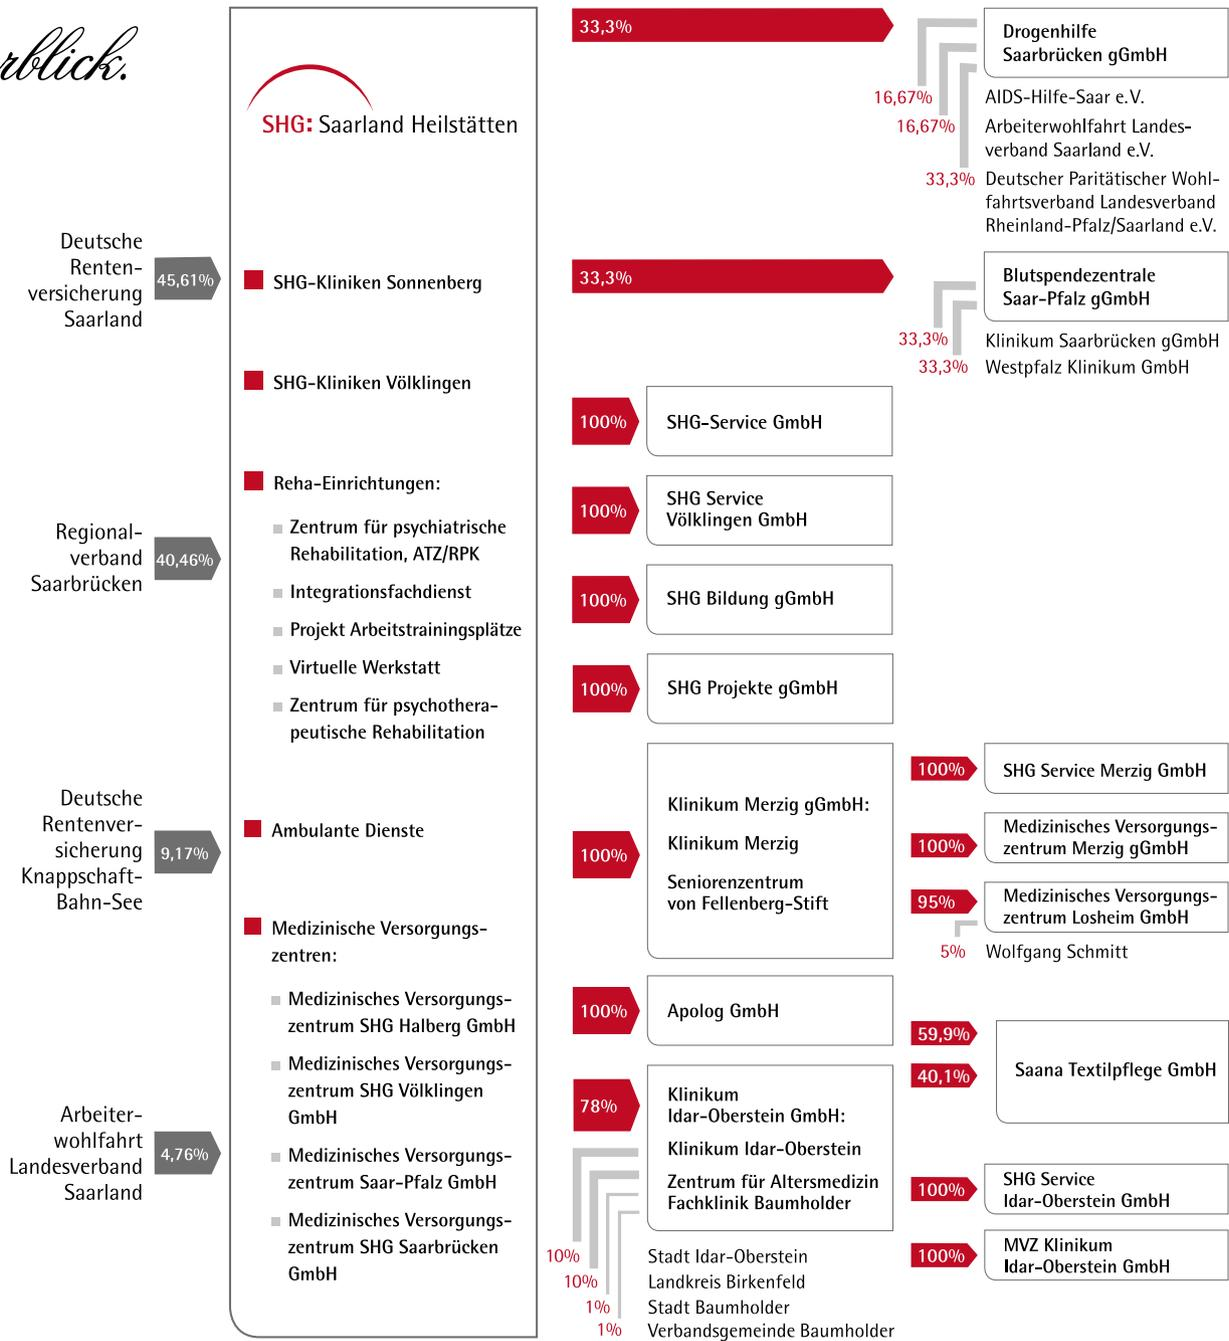 rblick.
SHG: Saarland Heilstätten
Deutsche
Renten-
versicherung
Saarland
45,61%
Regional-
verband
Saarbrücken
40,46%
Deutsche
Rentenver-
sicherung
Knappschaft-
Bahn-See
9,17%
Arbeiter-
wohlfahrt
Landesverband
Saarland
4,76%
SHG-Kliniken Sonnenberg
SHG-Kliniken Völklingen
Reha-Einrichtungen:
Zentrum für psychiatrische
Rehabilitation, ATZ/RPK
Integrationsfachdienst
Projekt Arbeitstrainingsplätze
Virtuelle Werkstatt
Zentrum für psychothera-
peutische Rehabilitation
Ambulante Dienste
Medizinische Versorgungs-
zentren:
Medizinisches Versorgungs-
zentrum SHG Halberg GmbH
Medizinisches Versorgungs-
zentrum SHG Völklingen
GmbH
Medizinisches Versorgungs-
zentrum Saar-Pfalz GmbH
Medizinisches Versorgungs-
zentrum SHG Saarbrücken
GmbH
33,3%
Drogenhilfe
Saarbrücken gGmbH
16,67% AIDS-Hilfe-Saar e.V.
16,67% Arbeiterwohlfahrt Landes-
verband Saarland e.V.
33,3% Deutscher Paritätischer Wohl-
fahrtsverband Landesverband
Rheinland-Pfalz/Saarland e.V.
33,3%
Blutspendezentrale
Saar-Pfalz gGmbH
33,3% Klinikum Saarbrücken gGmbH
33,3% Westpfalz Klinikum GmbH
100% SHG-Service GmbH
100%
SHG Service
Völklingen GmbH
100% SHG Bildung gGmbH
100% SHG Projekte gGmbH
100%
Klinikum Merzig gGmbH:
Klinikum Merzig
Seniorenzentrum
von Fellenberg-Stift
100% SHG Service Merzig GmbH
100%
Medizinisches Versorgungs-
zentrum Merzig gGmbH
95%
Medizinisches Versorgungs-
zentrum Losheim GmbH
5% Wolfgang Schmitt
100% Apolog GmbH
59,9%
40,1%
Saana Textilpflege GmbH
78%
Klinikum
Idar-Oberstein GmbH:
Klinikum Idar-Oberstein
Zentrum für Altersmedizin
Fachklinik Baumholder
10% Stadt Idar-Oberstein
10% Landkreis Birkenfeld
1% Stadt Baumholder
1% Verbandsgemeinde Baumholder
100%
SHG Service
Idar-Oberstein GmbH
100%
MVZ Klinikum
Idar-Oberstein GmbH